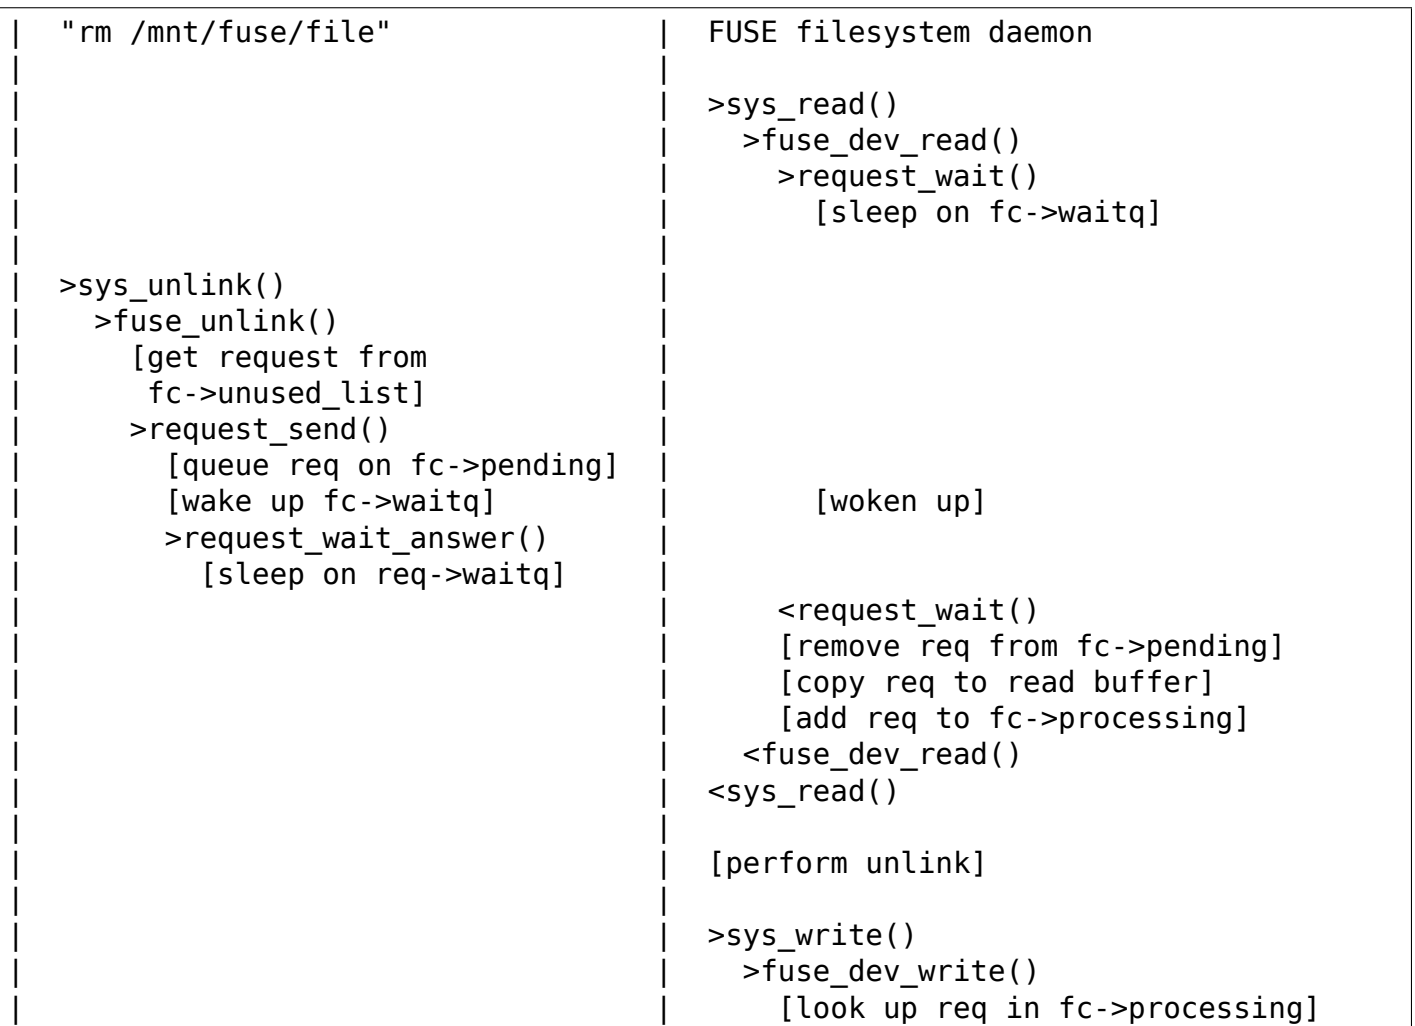 |  "rm /mnt/fuse/file"               |  FUSE filesystem daemon
|                                    |
|                                    |  >sys_read()
|                                    |    >fuse_dev_read()
|                                    |      >request_wait()
|                                    |        [sleep on fc->waitq]
|                                    |
|  >sys_unlink()                     |
|    >fuse_unlink()                  |
|      [get request from             |
|       fc->unused_list]             |
|      >request_send()               |
|        [queue req on fc->pending]  |
|        [wake up fc->waitq]         |        [woken up]
|        >request_wait_answer()      |
|          [sleep on req->waitq]     |
|                                    |      <request_wait()
|                                    |      [remove req from fc->pending]
|                                    |      [copy req to read buffer]
|                                    |      [add req to fc->processing]
|                                    |    <fuse_dev_read()
|                                    |  <sys_read()
|                                    |
|                                    |  [perform unlink]
|                                    |
|                                    |  >sys_write()
|                                    |    >fuse_dev_write()
|                                    |      [look up req in fc->processing]